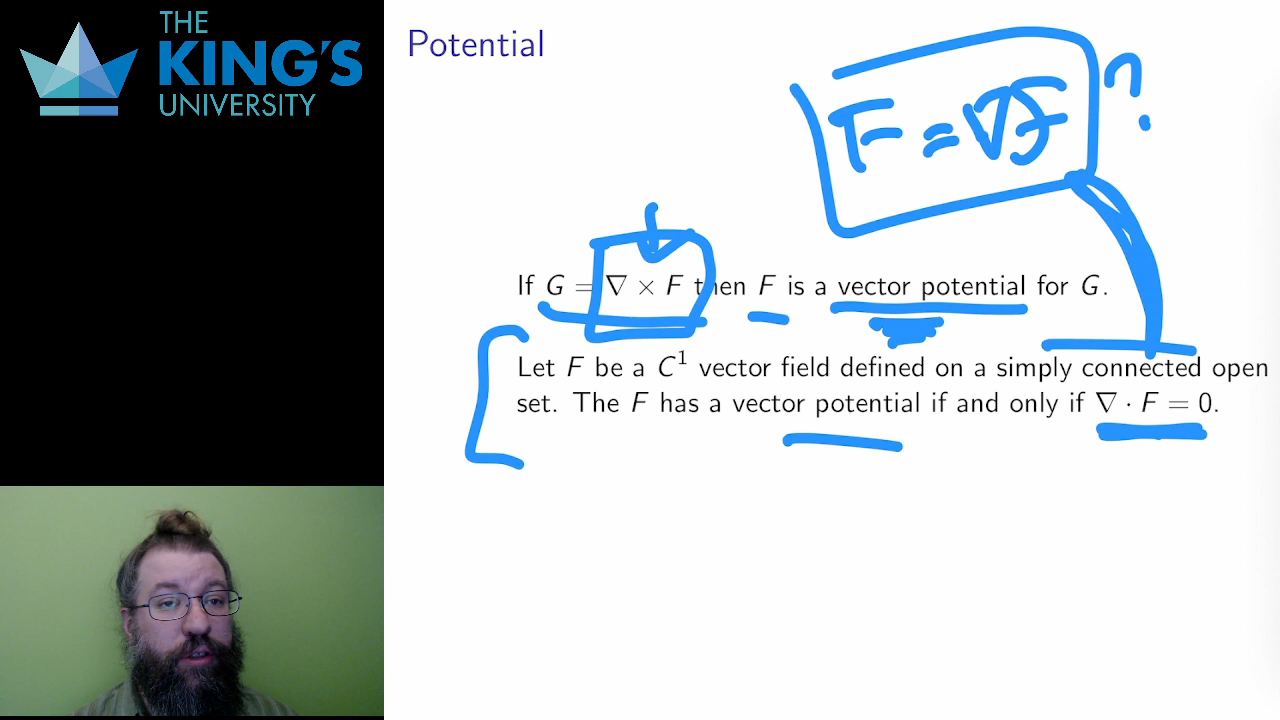 THE
KING'S
UNIVERSITY
Potential
F = ∇f ?
If G = ∇ × F then F is a vector potential for G.
Let F be a C¹ vector field defined on a simply connected open
set. The F has a vector potential if and only if ∇ · F = 0.